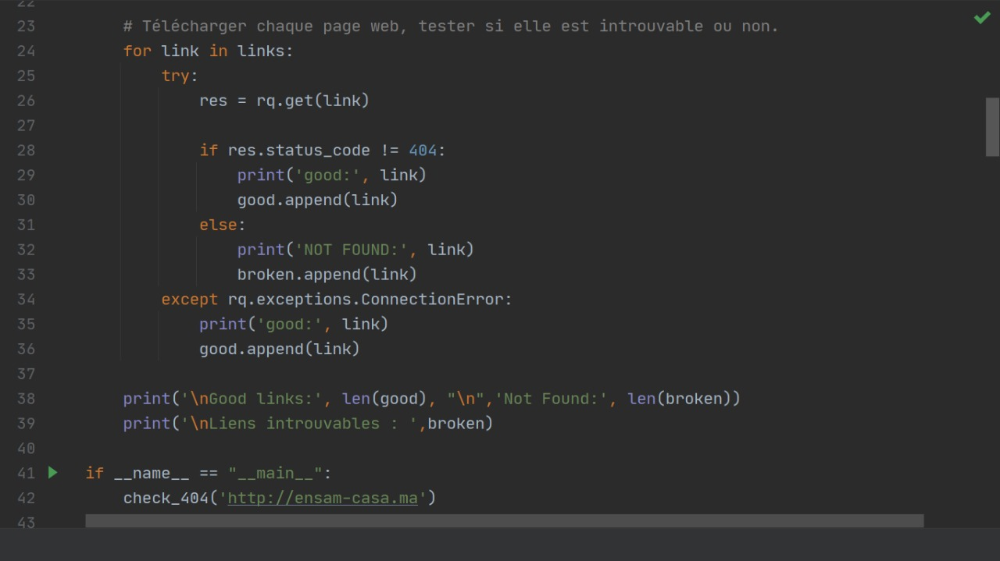 22
23 # Télécharger chaque page web, tester si elle est introuvable ou non.
24 for link in links:
25 try:
26 res = rq.get(link)
27
28 if res.status_code != 404:
29 print('good:', link)
30 good.append(link)
31 else:
32 print('NOT FOUND:', link)
33 broken.append(link)
34 except rq.exceptions.ConnectionError:
35 print('good:', link)
36 good.append(link)
37
38 print('\nGood links:', len(good), "\n",'Not Found:', len(broken))
39 print('\nLiens introuvables : ',broken)
40
41 if __name__ == "__main__":
42 check_404('http://ensam-casa.ma')
43